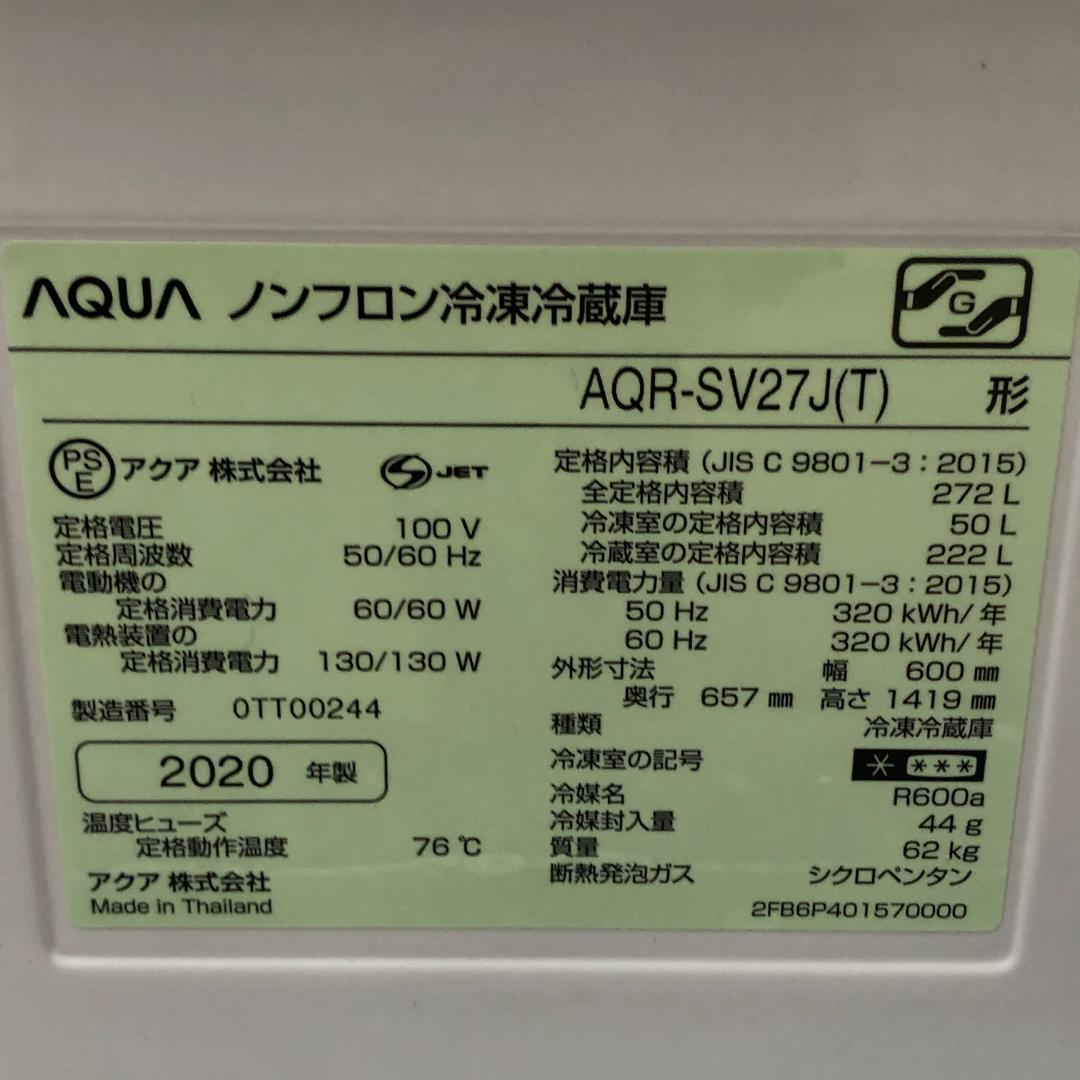 AQUA ノンフロン冷凍冷蔵庫
G
AQR-SV27J(T) 形
PSE アクア 株式会社 JET
定格電圧 100 V
定格周波数 50/60 Hz
電動機の
定格消費電力 60/60 W
電熱装置の
定格消費電力 130/130 W
製造番号 0TT00244
2020 年製
温度ヒューズ
定格動作温度 76 ℃
アクア 株式会社
Made in Thailand
定格内容積 (JIS C 9801−3:2015)
全定格内容積 272 L
冷凍室の定格内容積 50 L
冷蔵室の定格内容積 222 L
消費電力量 (JIS C 9801−3:2015)
50 Hz 320 kWh/年
60 Hz 320 kWh/年
外形寸法 幅 600 ㎜
奥行 657 ㎜ 高さ 1419 ㎜
種類 冷凍冷蔵庫
冷凍室の記号 * ***
冷媒名 R600a
冷媒封入量 44 g
質量 62 kg
断熱発泡ガス シクロペンタン
2FB6P401570000